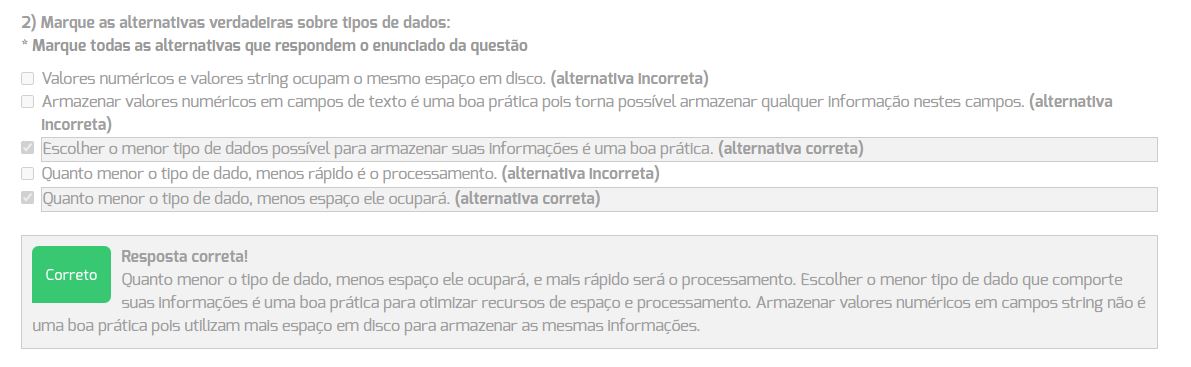 2) Marque as alternativas verdadeiras sobre tipos de dados:
* Marque todas as alternativas que respondem o enunciado da questão
Valores numéricos e valores string ocupam o mesmo espaço em disco. (alternativa incorreta)
Armazenar valores numéricos em campos de texto é uma boa prática pois torna possível armazenar qualquer informação nestes campos. (alternativa
incorreta)
Escolher o menor tipo de dados possível para armazenar suas informações é uma boa prática. (alternativa correta)
Quanto menor o tipo de dado, menos rápido é o processamento. (alternativa incorreta)
Quanto menor o tipo de dado, menos espaço ele ocupará. (alternativa correta)
Correto
Resposta correta!
Quanto menor o tipo de dado, menos espaço ele ocupará, e mais rápido será o processamento. Escolher o menor tipo de dado que comporte
suas informações é uma boa prática para otimizar recursos de espaço e processamento. Armazenar valores numéricos em campos string não é
uma boa prática pois utilizam mais espaço em disco para armazenar as mesmas informações.